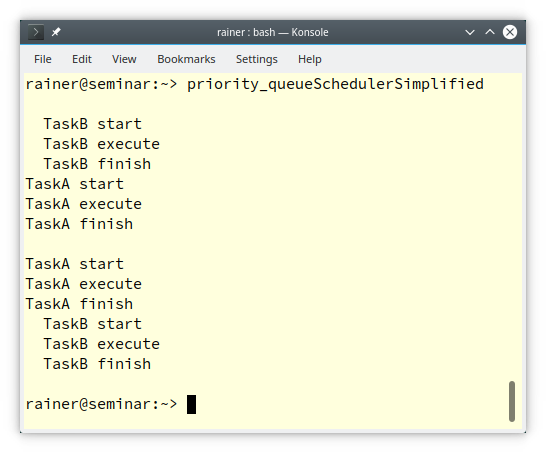 rainer : bash — Konsole
File Edit View Bookmarks Settings Help
rainer@seminar:~> priority_queueSchedulerSimplified
TaskB start
TaskB execute
TaskB finish
TaskA start
TaskA execute
TaskA finish
TaskA start
TaskA execute
TaskA finish
TaskB start
TaskB execute
TaskB finish
rainer@seminar:~>